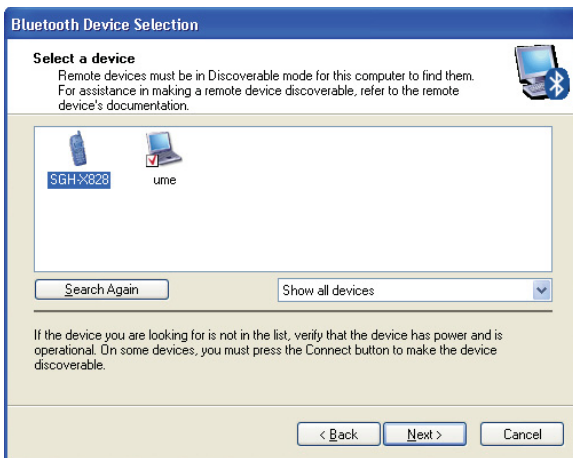 Bluetooth Device Selection
Select a device
Remote devices must be in Discoverable mode for this computer to find them.
For assistance in making a remote device discoverable, refer to the remote
device's documentation.
SGH-X828 ume
Search Again Show all devices
If the device you are looking for is not in the list, verify that the device has power and is
operational. On some devices, you must press the Connect button to make the device
discoverable.
< Back Next > Cancel